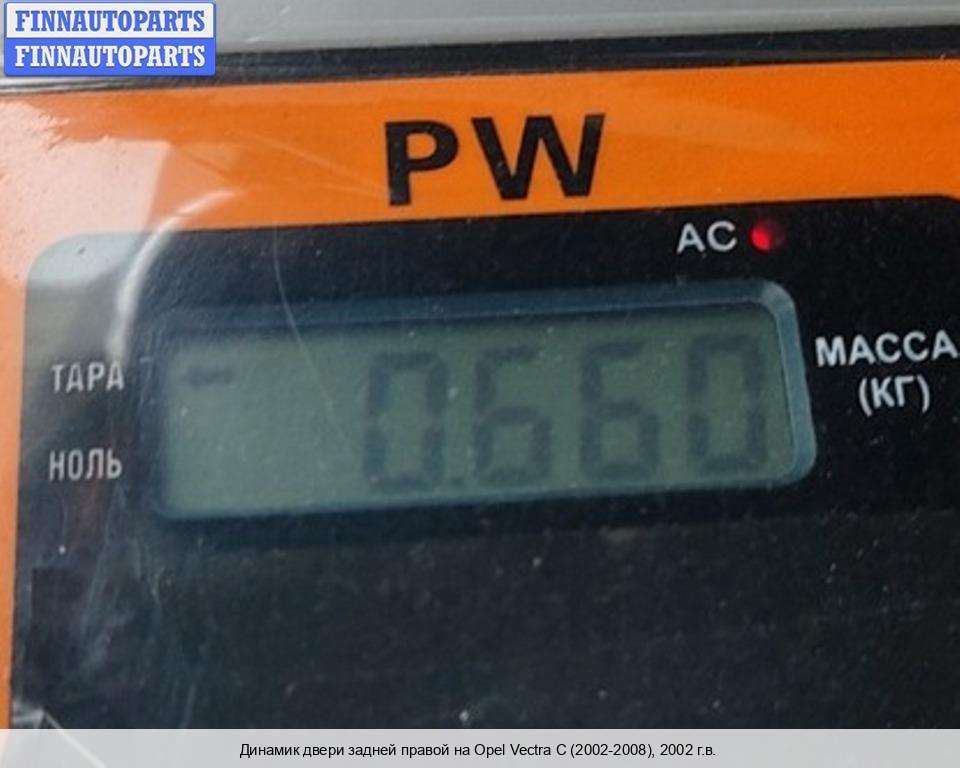 FINNAUTOPARTS
FINNAUTOPARTS
PW
AC
ТАРА
0.660
МАССА
(КГ)
НОЛЬ
Динамик двери задней правой на Opel Vectra C (2002-2008), 2002 г.в.